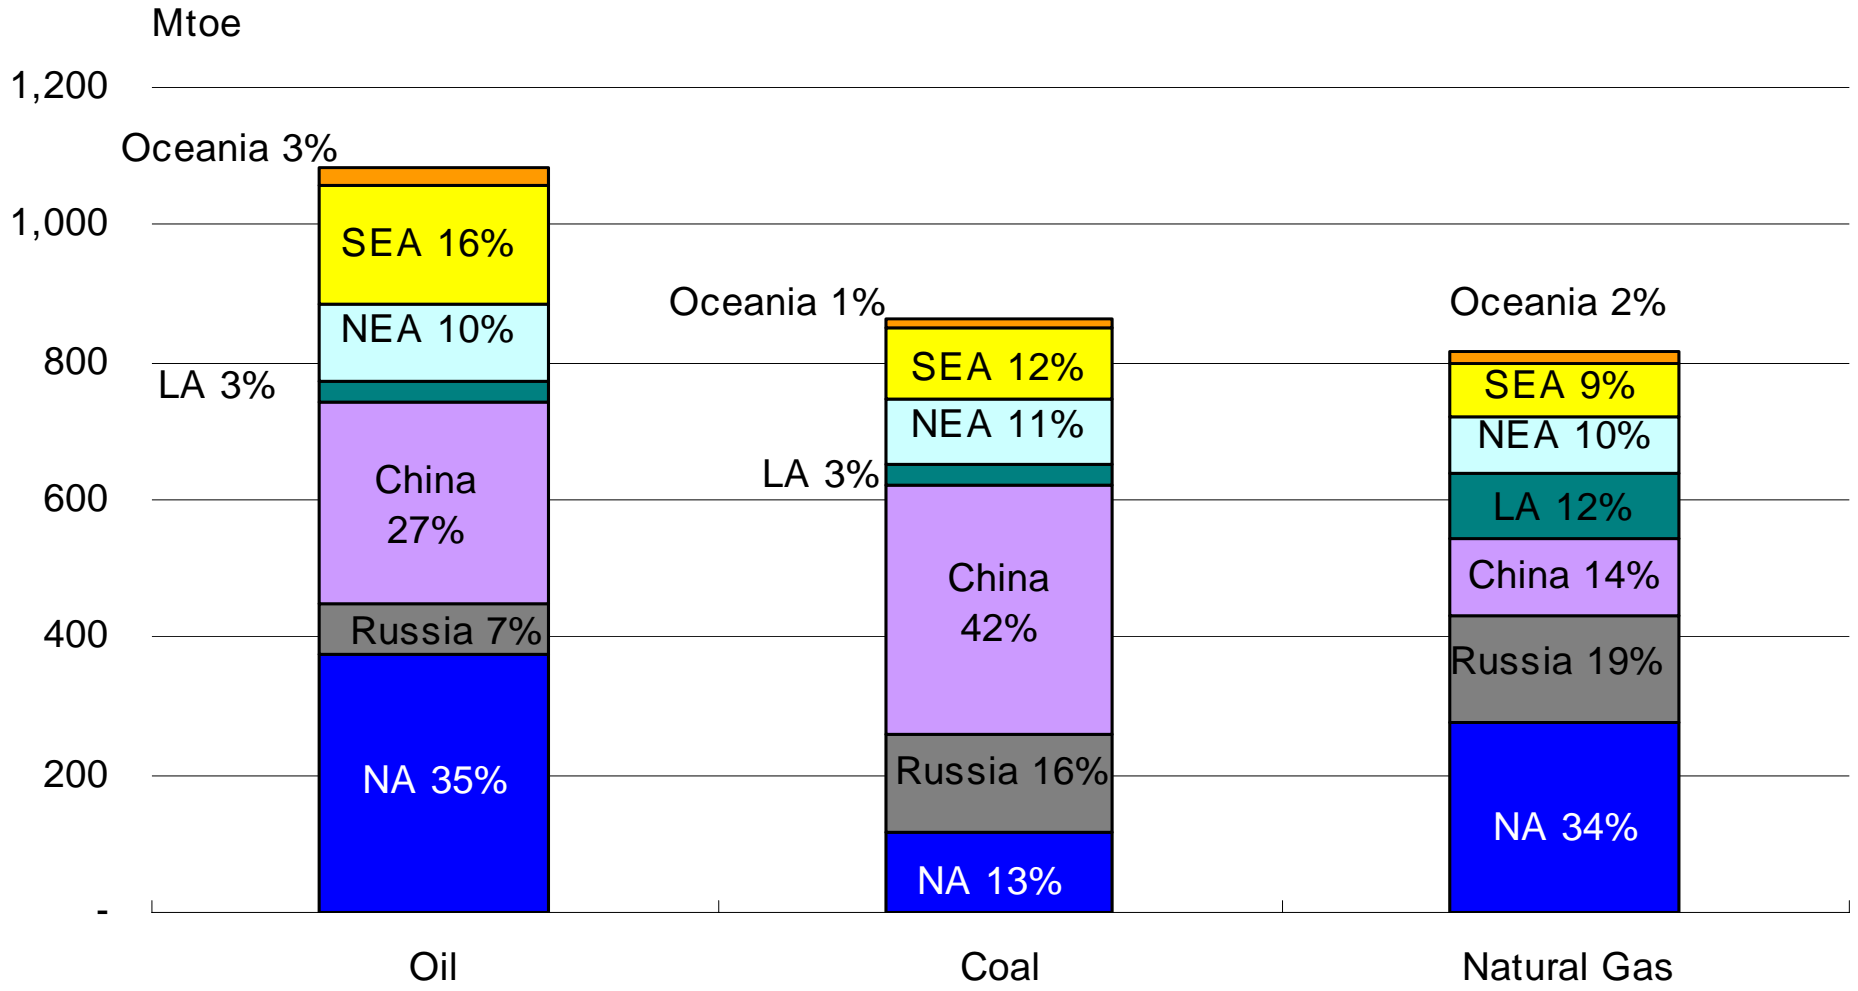 Mtoe
1,200
1,000
800
600
400
200
-
Oceania 3%
SEA 16%
NEA 10%
LA 3%
China
27%
Russia 7%
NA 35%
Oceania 1%
SEA 12%
NEA 11%
LA 3%
China
42%
Russia 16%
NA 13%
Oceania 2%
SEA 9%
NEA 10%
LA 12%
China 14%
Russia 19%
NA 34%
Oil
Coal
Natural Gas